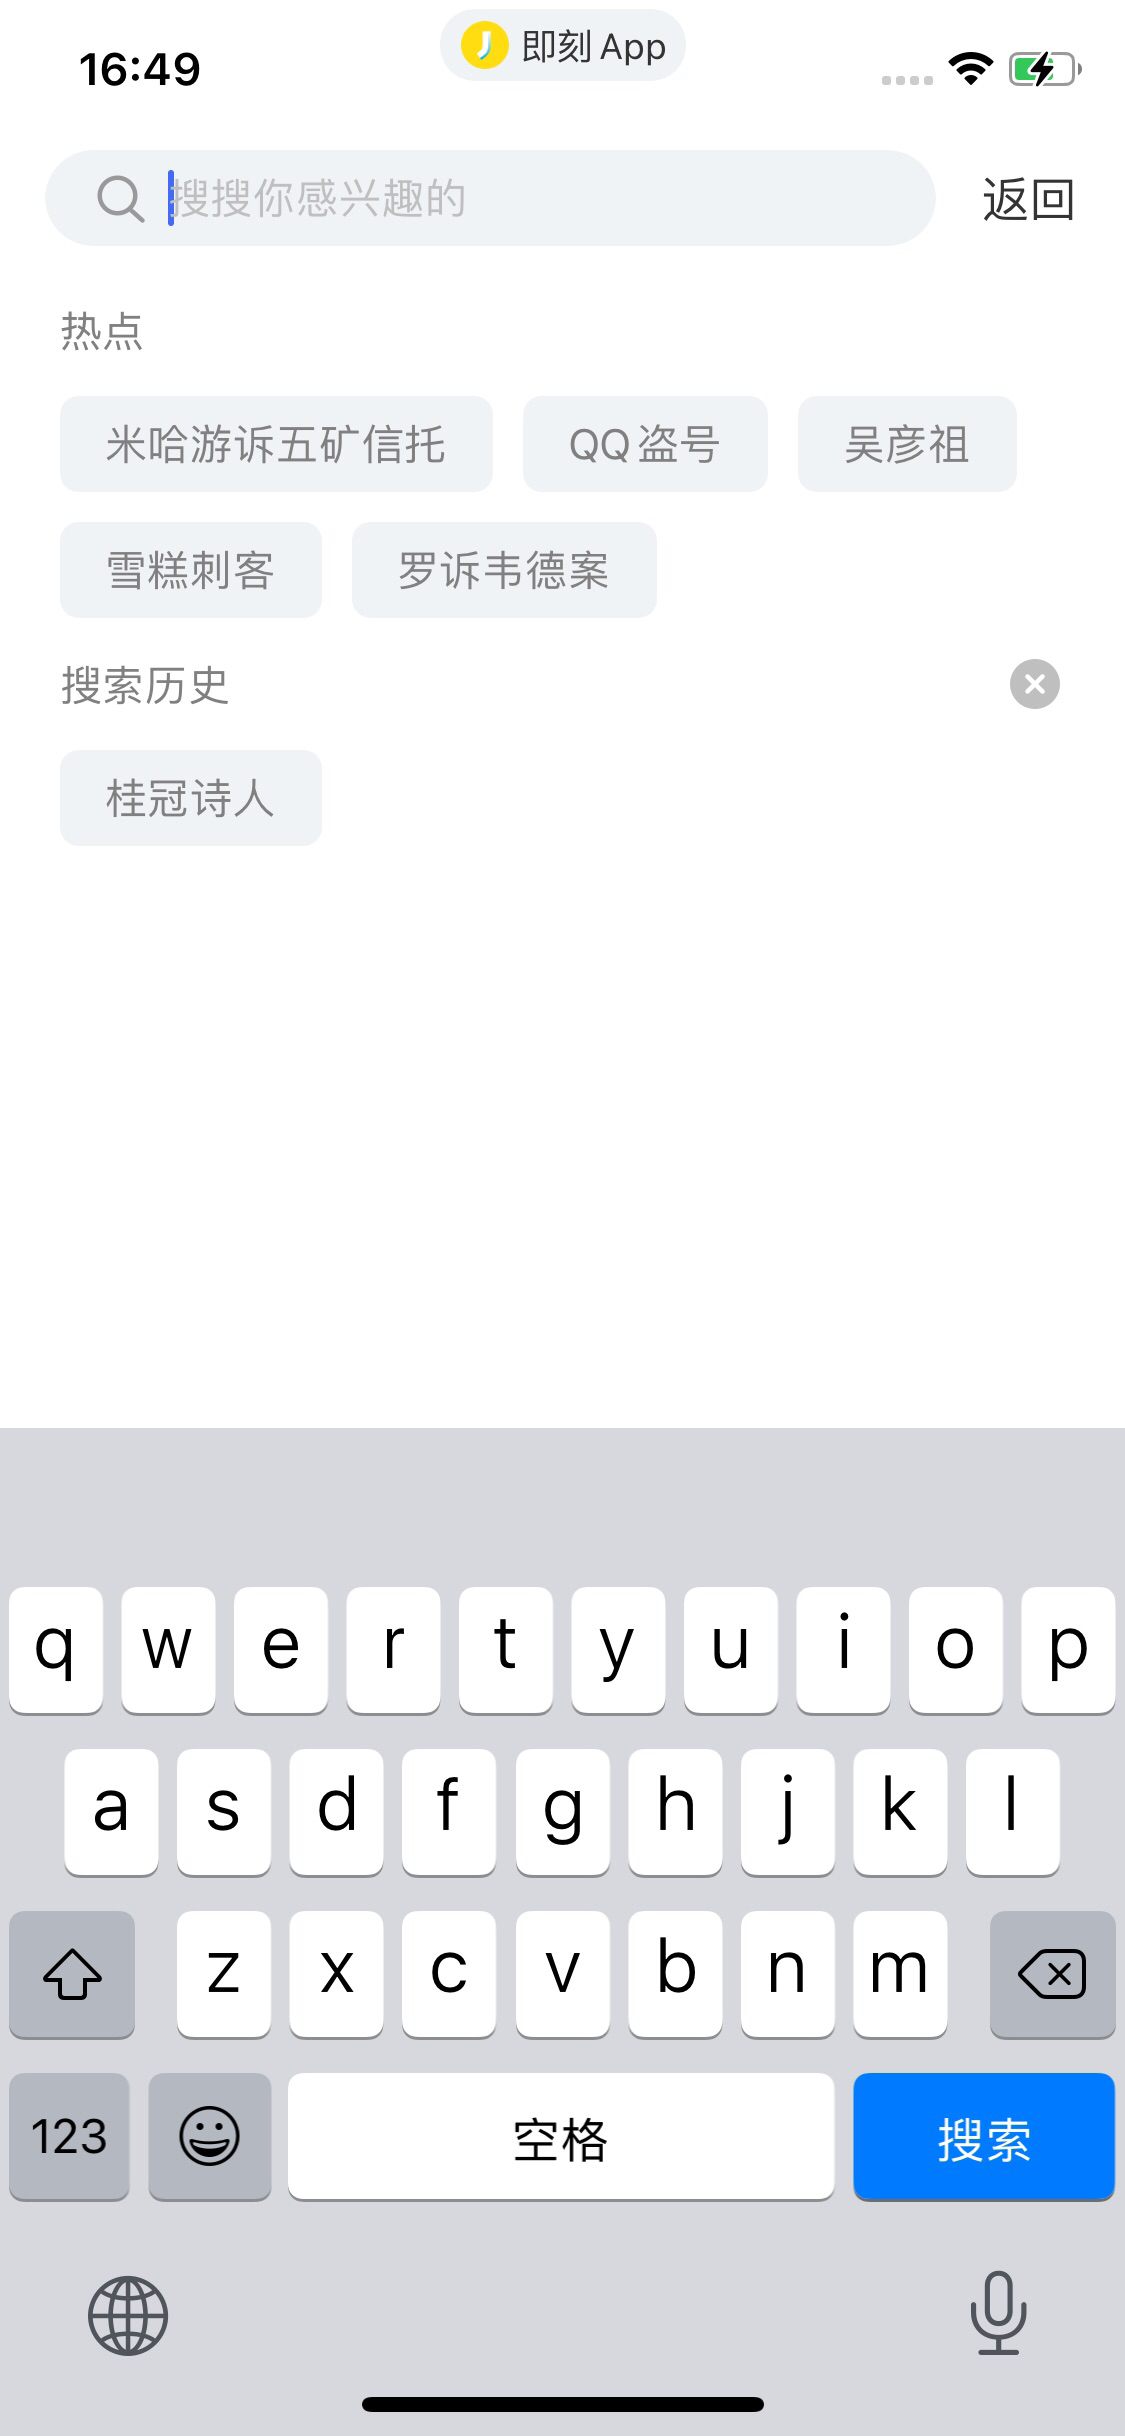 16:49
即刻 App
搜搜你感兴趣的
返回
热点
米哈游诉五矿信托
QQ 盗号
吴彦祖
雪糕刺客
罗诉韦德案
搜索历史
桂冠诗人
q w e r t y u i o p
a s d f g h j k l
z x c v b n m
123
空格
搜索